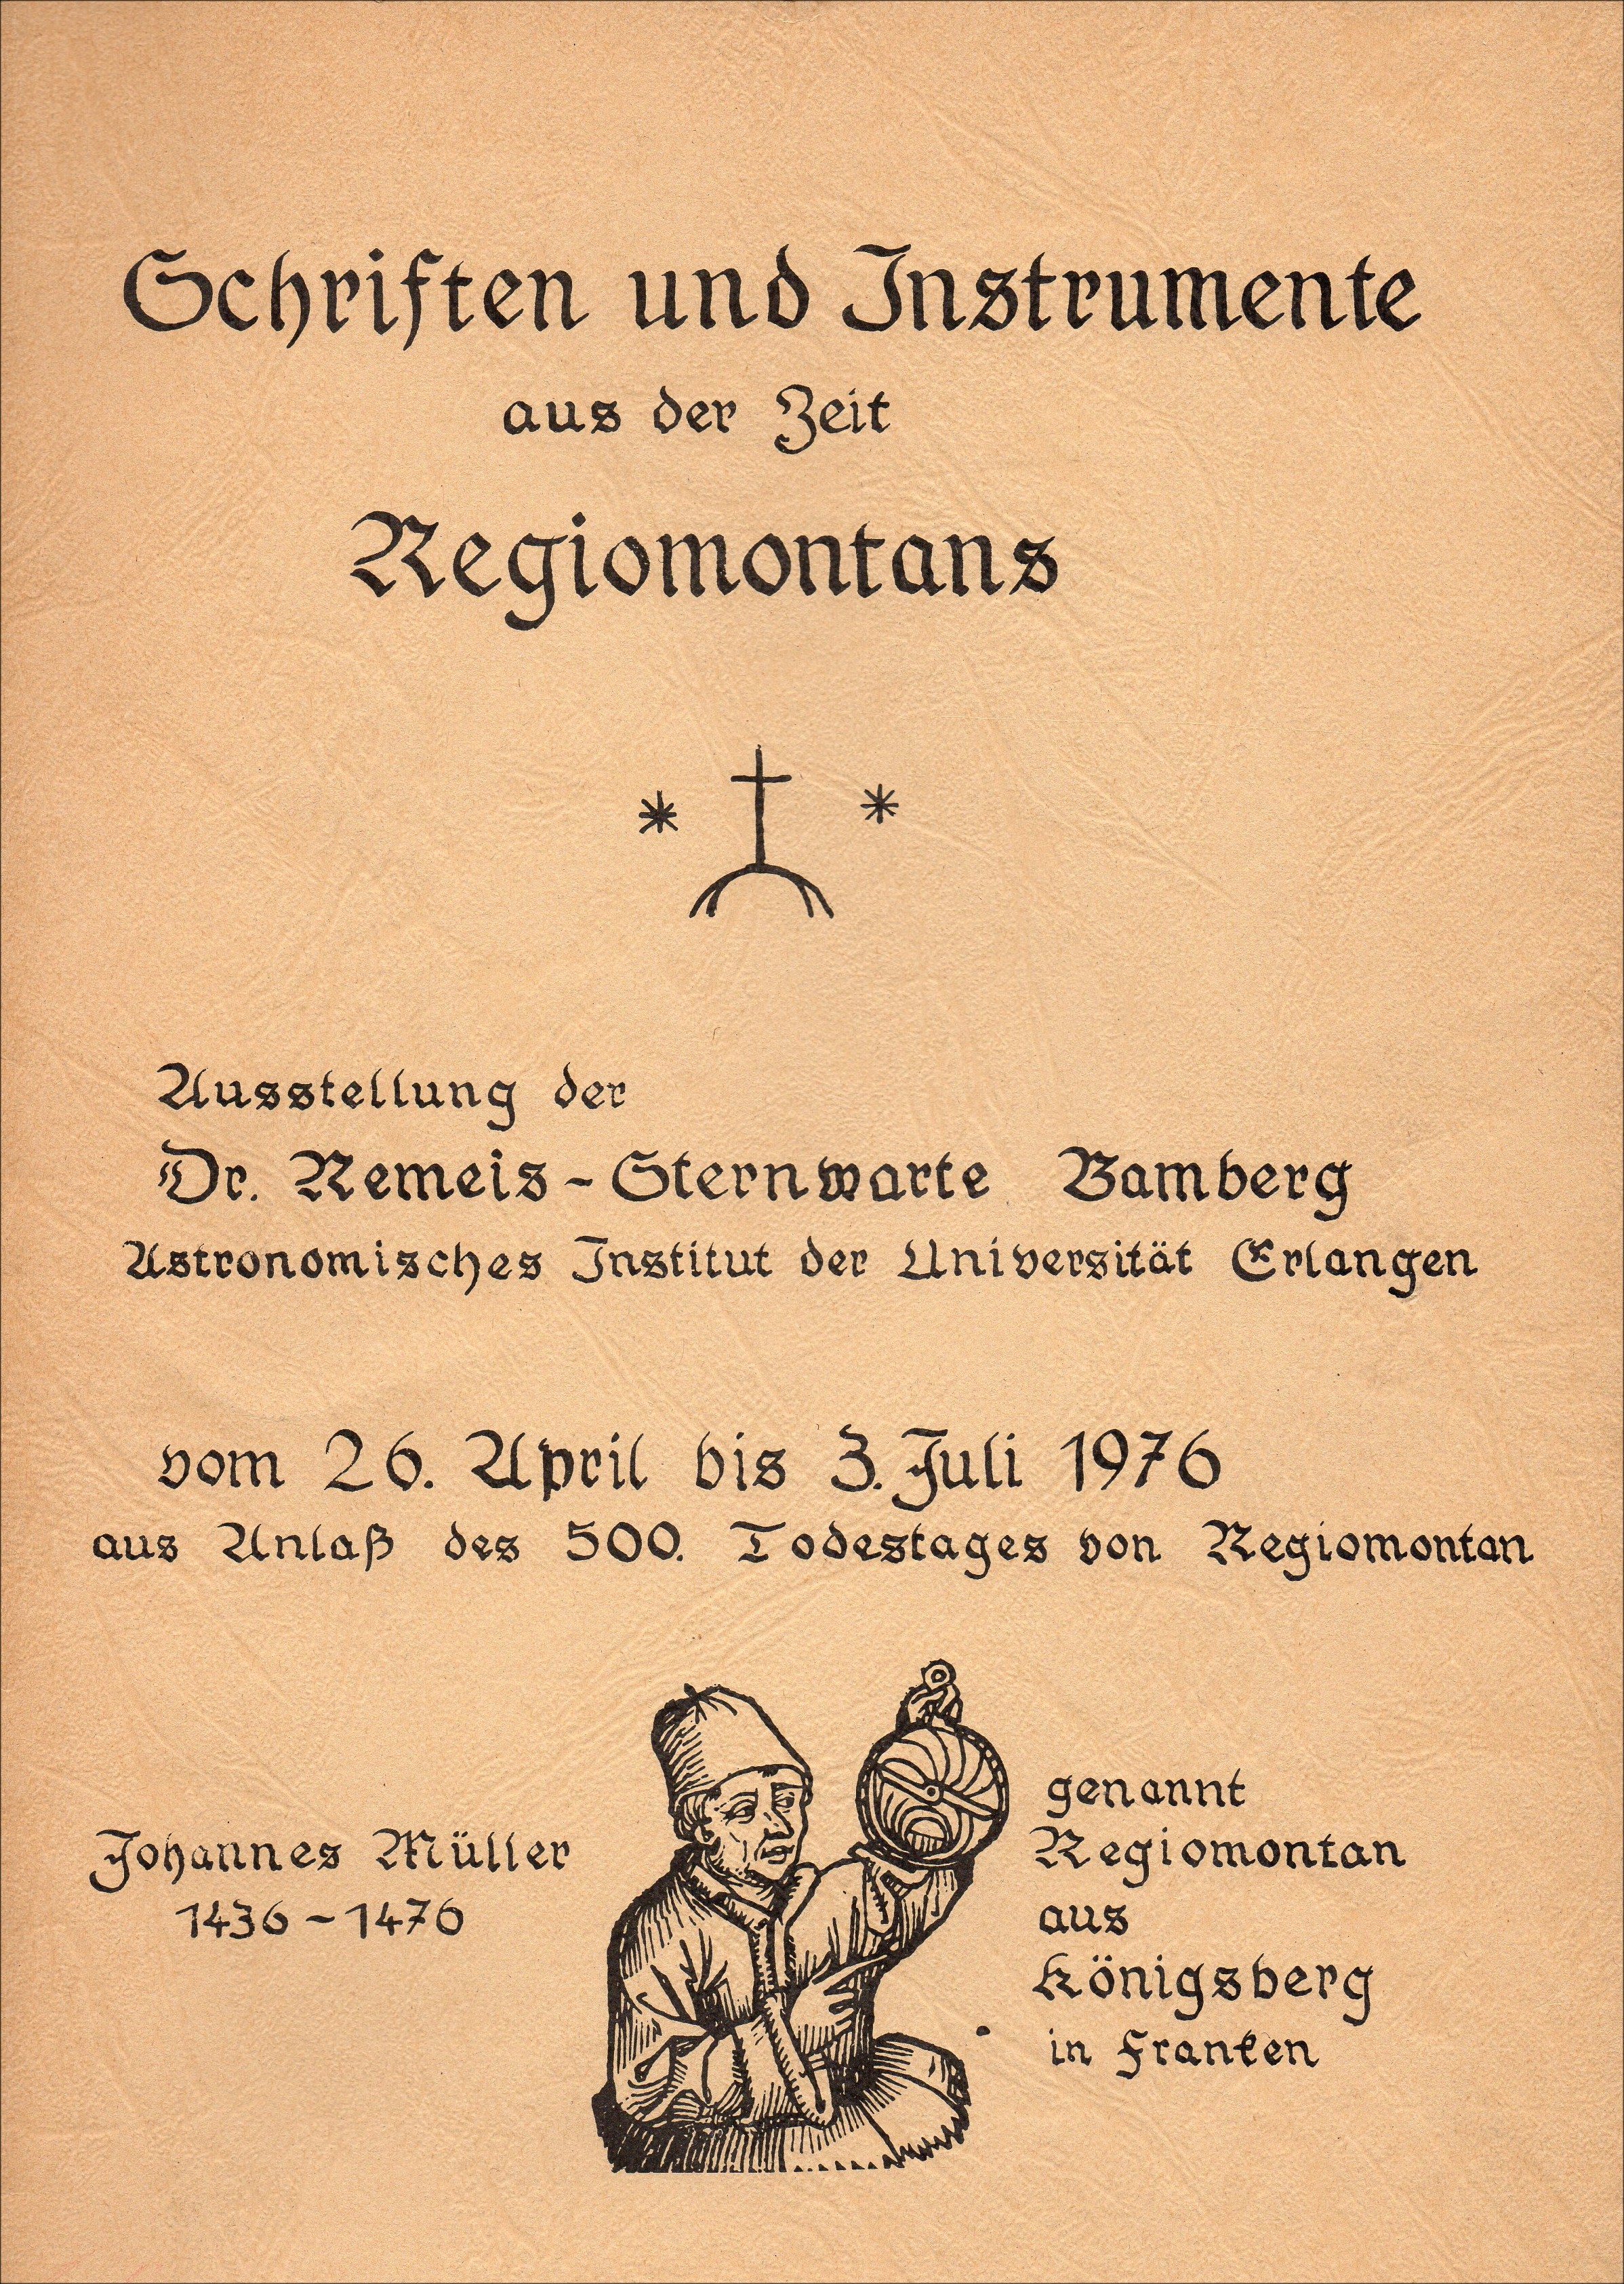 Schriften und Instrumente
aus der Zeit
Regiomontans
Ausstellung der
Dr. Remeis-Sternwarte Bamberg
Astronomisches Institut der Universität Erlangen
vom 26. April bis 3. Juli 1976
aus Anlaß des 500. Todestages von Regiomontan
Johannes Müller
1436-1476
genannt
Regiomontan
aus
Königsberg
in Franken